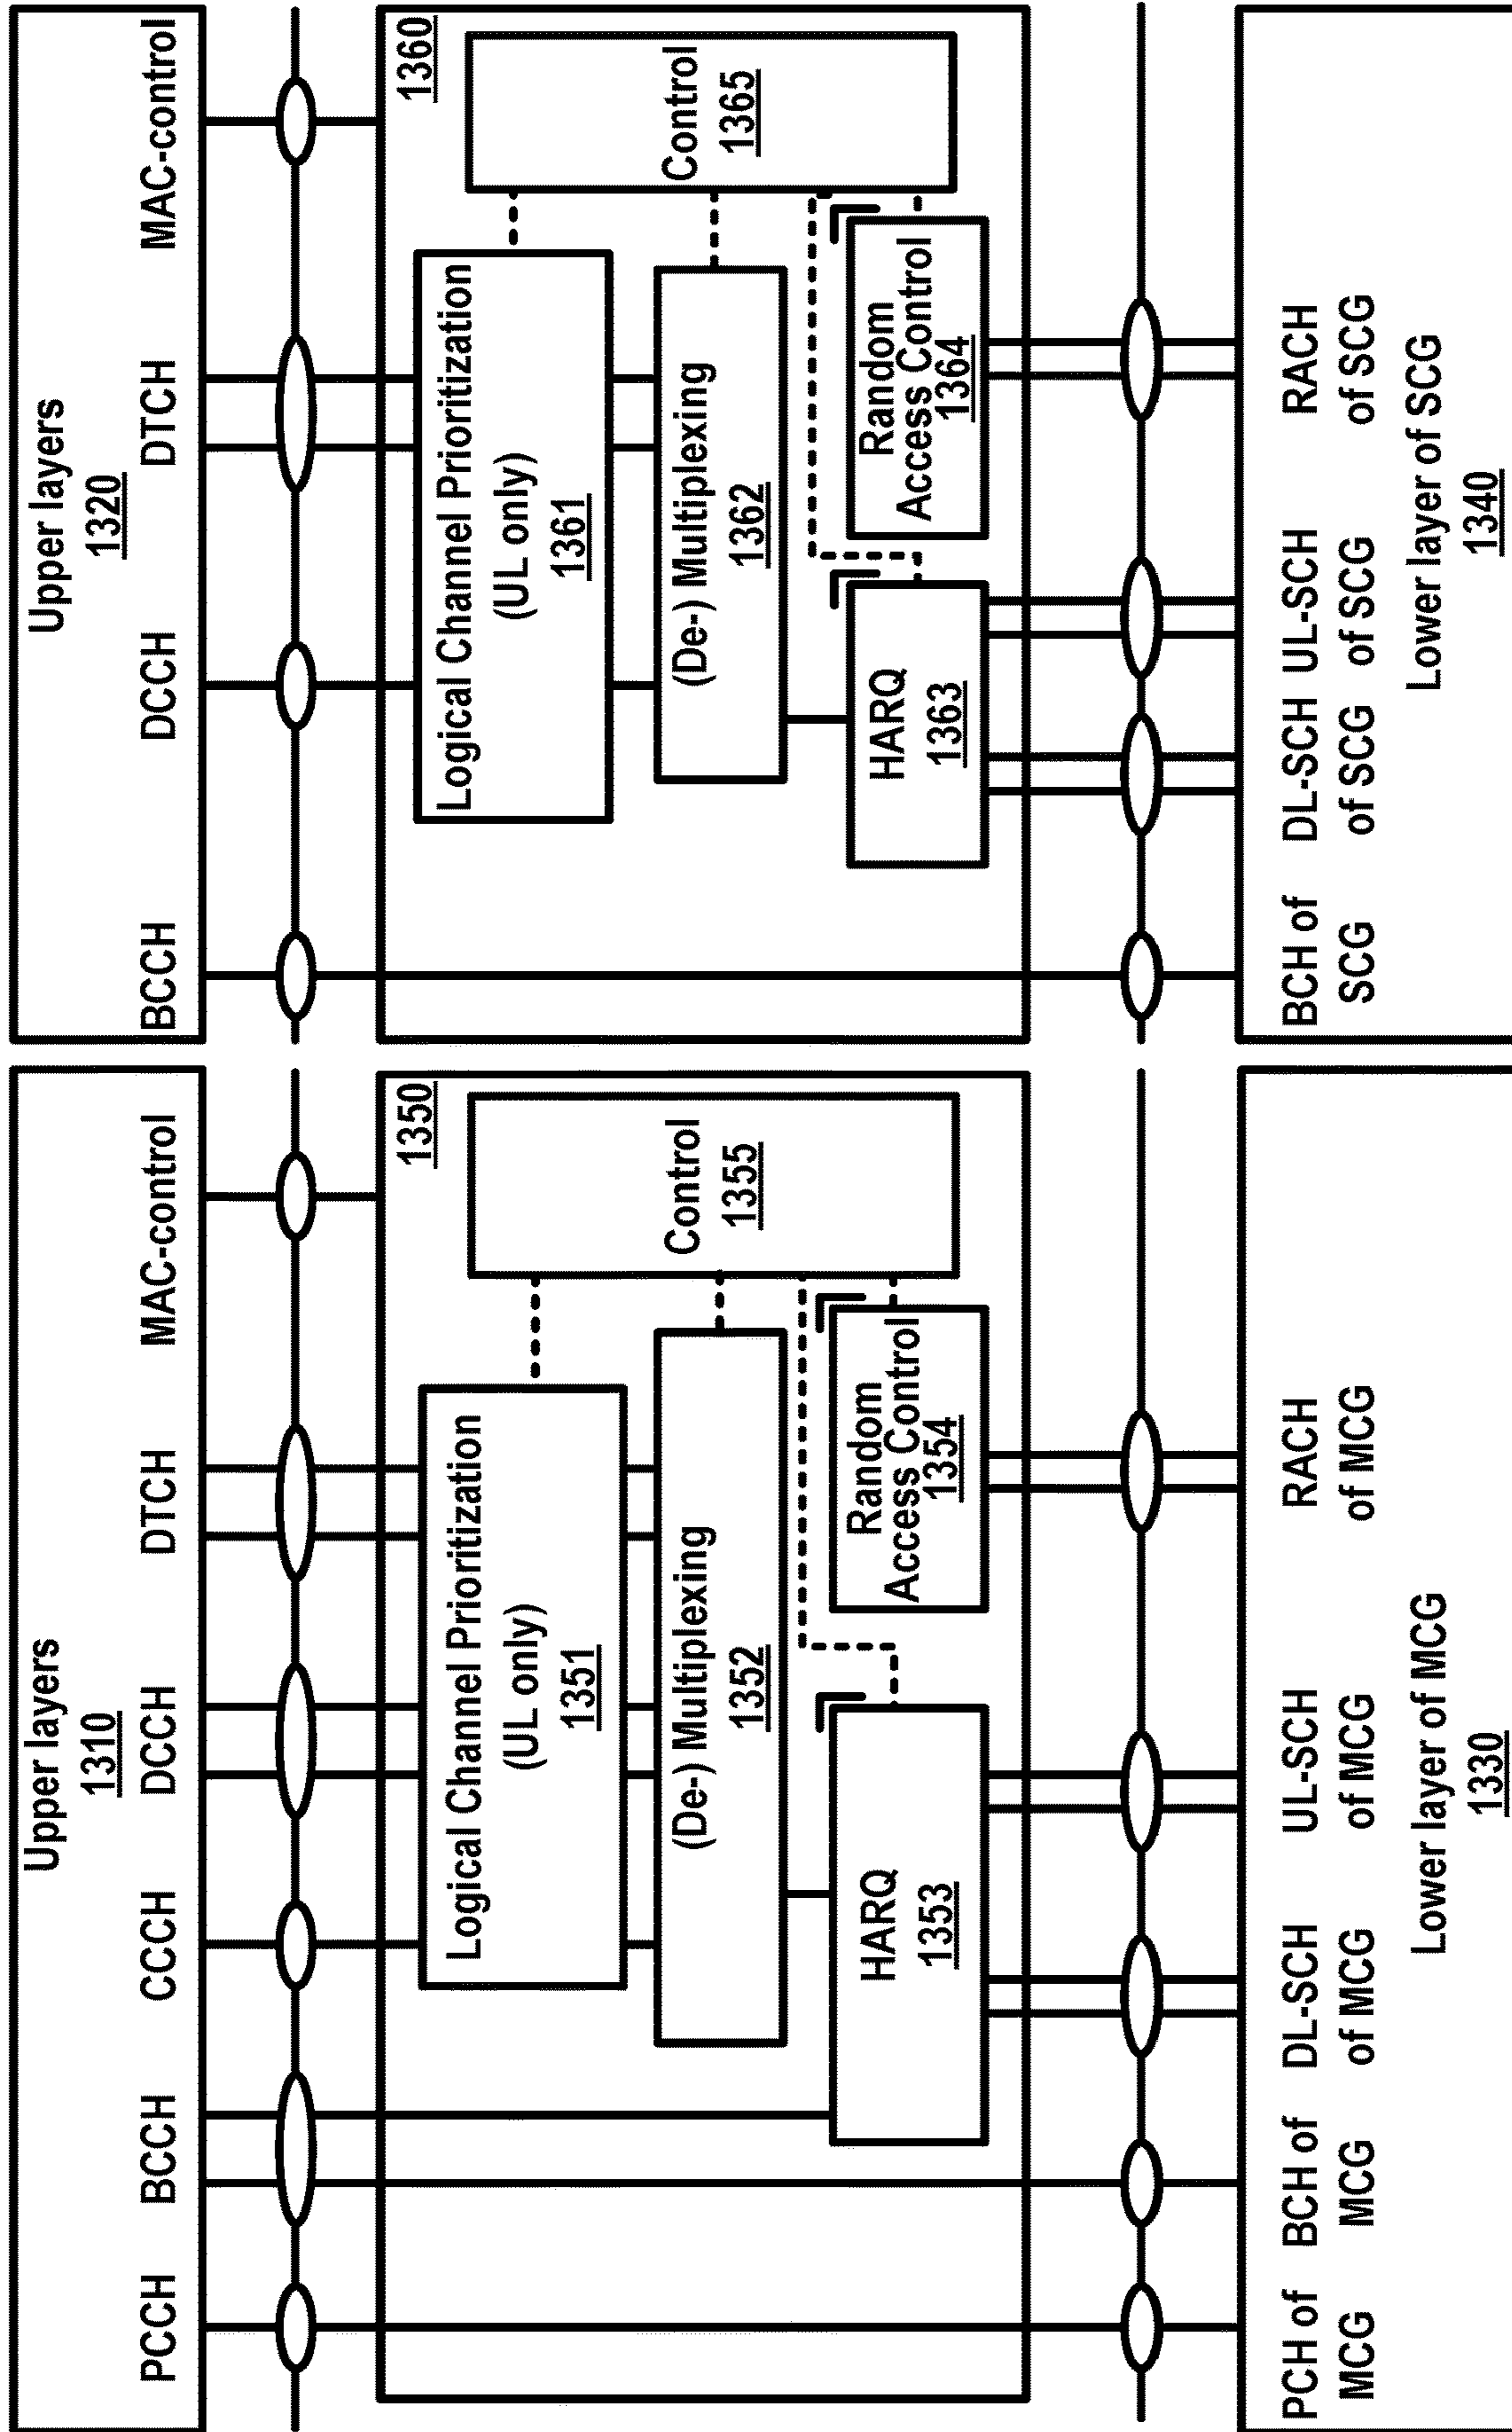 Upper layers
1310
PCCH BCCH CCCH DCCH DTCH MAC-control
1350
Logical Channel Prioritization
(UL only)
1351
(De-) Multiplexing
1352
HARQ
1353
Random
Access Control
1354
Control
1355
PCH of
MCG
BCH of
MCG
DL-SCH
of MCG
UL-SCH
of MCG
RACH
of MCG
Lower layer of MCG
1330
Upper layers
1320
BCCH DCCH DTCH MAC-control
1360
Logical Channel Prioritization
(UL only)
1361
(De-) Multiplexing
1362
HARQ
1363
Random
Access Control
1364
Control
1365
BCH of
SCG
DL-SCH
of SCG
UL-SCH
of SCG
RACH
of SCG
Lower layer of SCG
1340